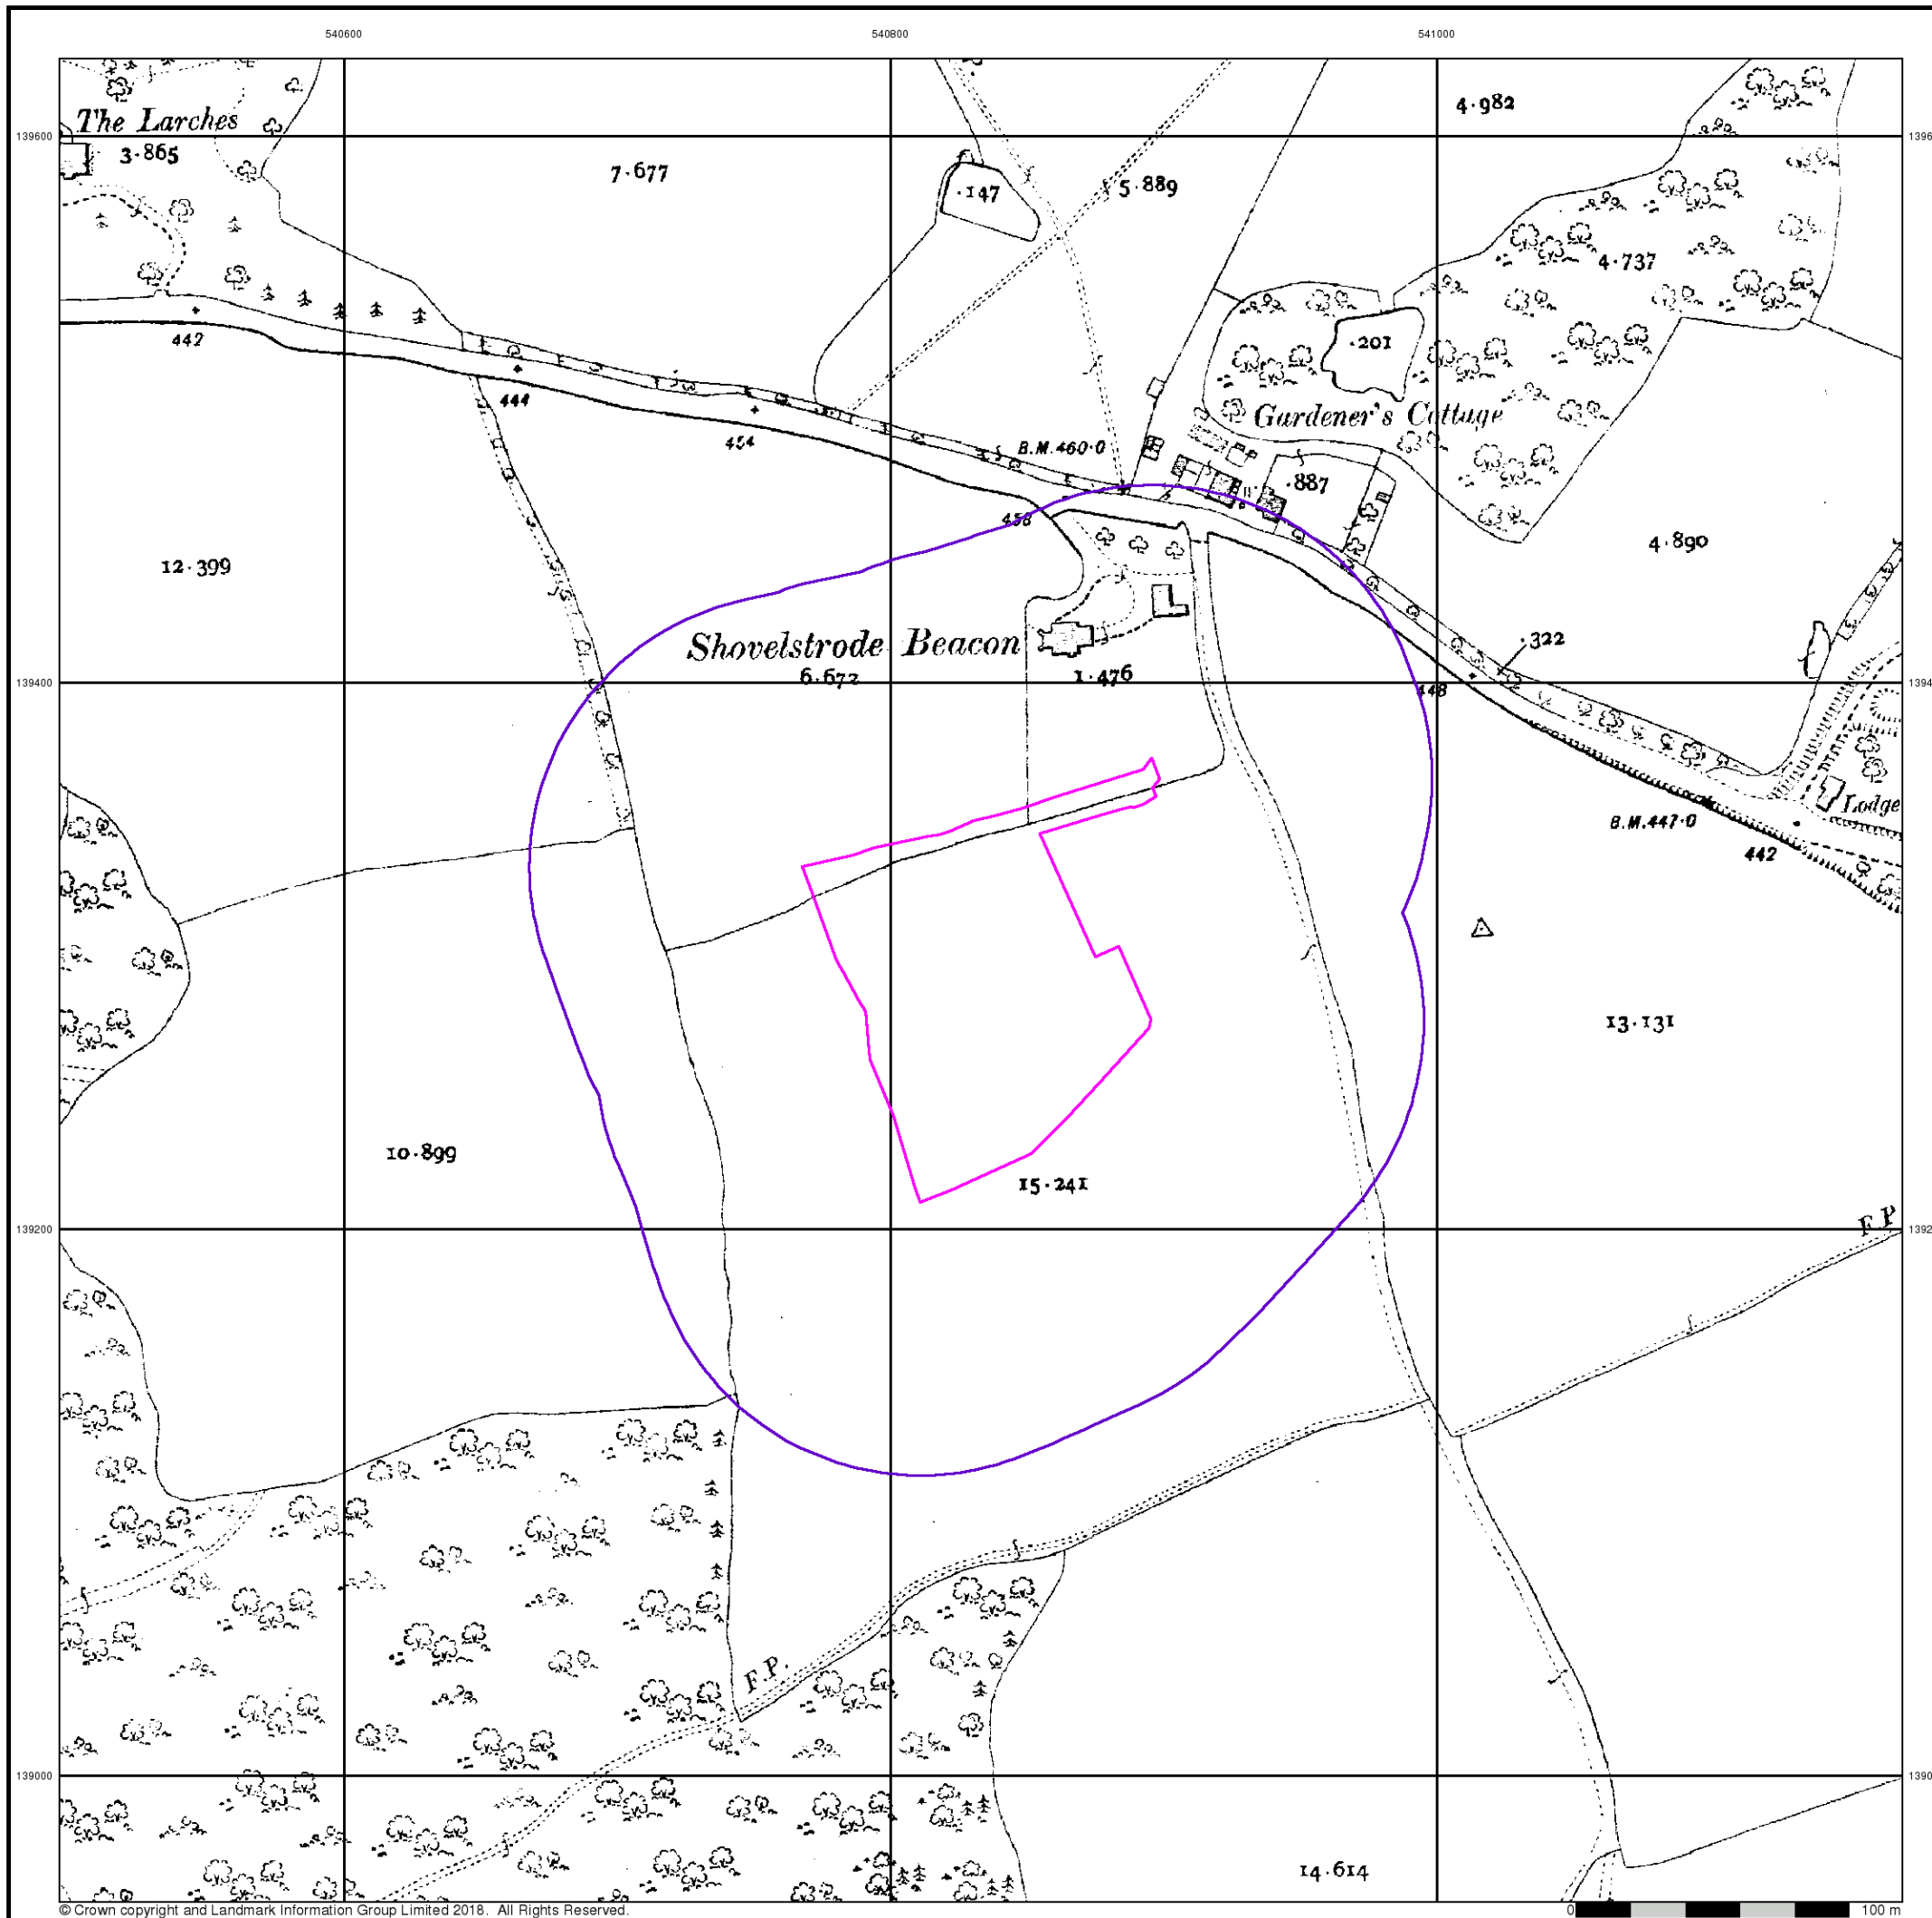 540600 540800 541000
4·982
The Larches
139600
3·865
7·677
·147
5·889
4·737
442
·201
444
Gardener's Cottage
454
B.M.460·0
·887
W
458
4·890
12·399
Shovelstrode Beacon
·322
6·672
1·476
139400
448
Lodge
B.M.447·0
442
13·131
10·899
15·241
F.P
139200
F.P.
139000
14·614
© Crown copyright and Landmark Information Group Limited 2018. All Rights Reserved.
0 100 m